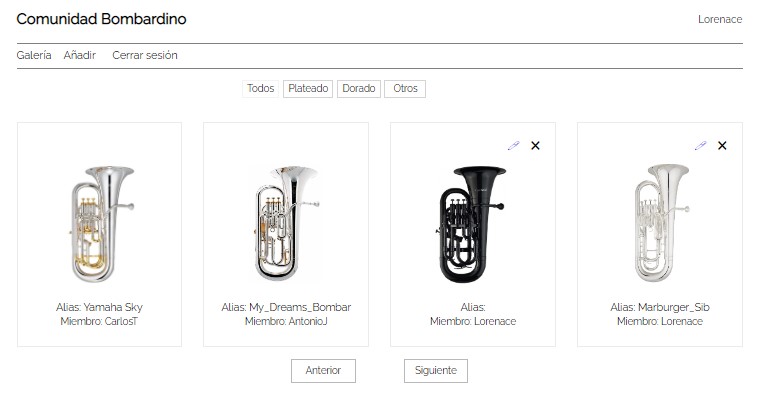 Comunidad Bombardino
Lorenace
Galería Añadir Cerrar sesión
Todos Plateado Dorado Otros
Alias: Yamaha Sky
Miembro: CarlosT
Alias: My_Dreams_Bombar
Miembro: AntonioJ
Alias:
Miembro: Lorenace
Alias: Marburger_Sib
Miembro: Lorenace
Anterior Siguiente